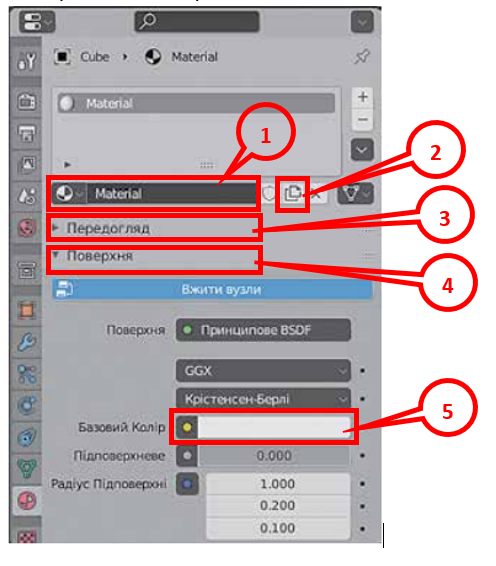 Cube › Material
Material
1
2
Material
3
Передогляд
Поверхня
4
Вжити вузли
Поверхня Принципове BSDF
GGX
Крістенсен-Берлі
5
Базовий Колір
Підповерхневе 0.000
Радіус Підповерхні 1.000
0.200
0.100